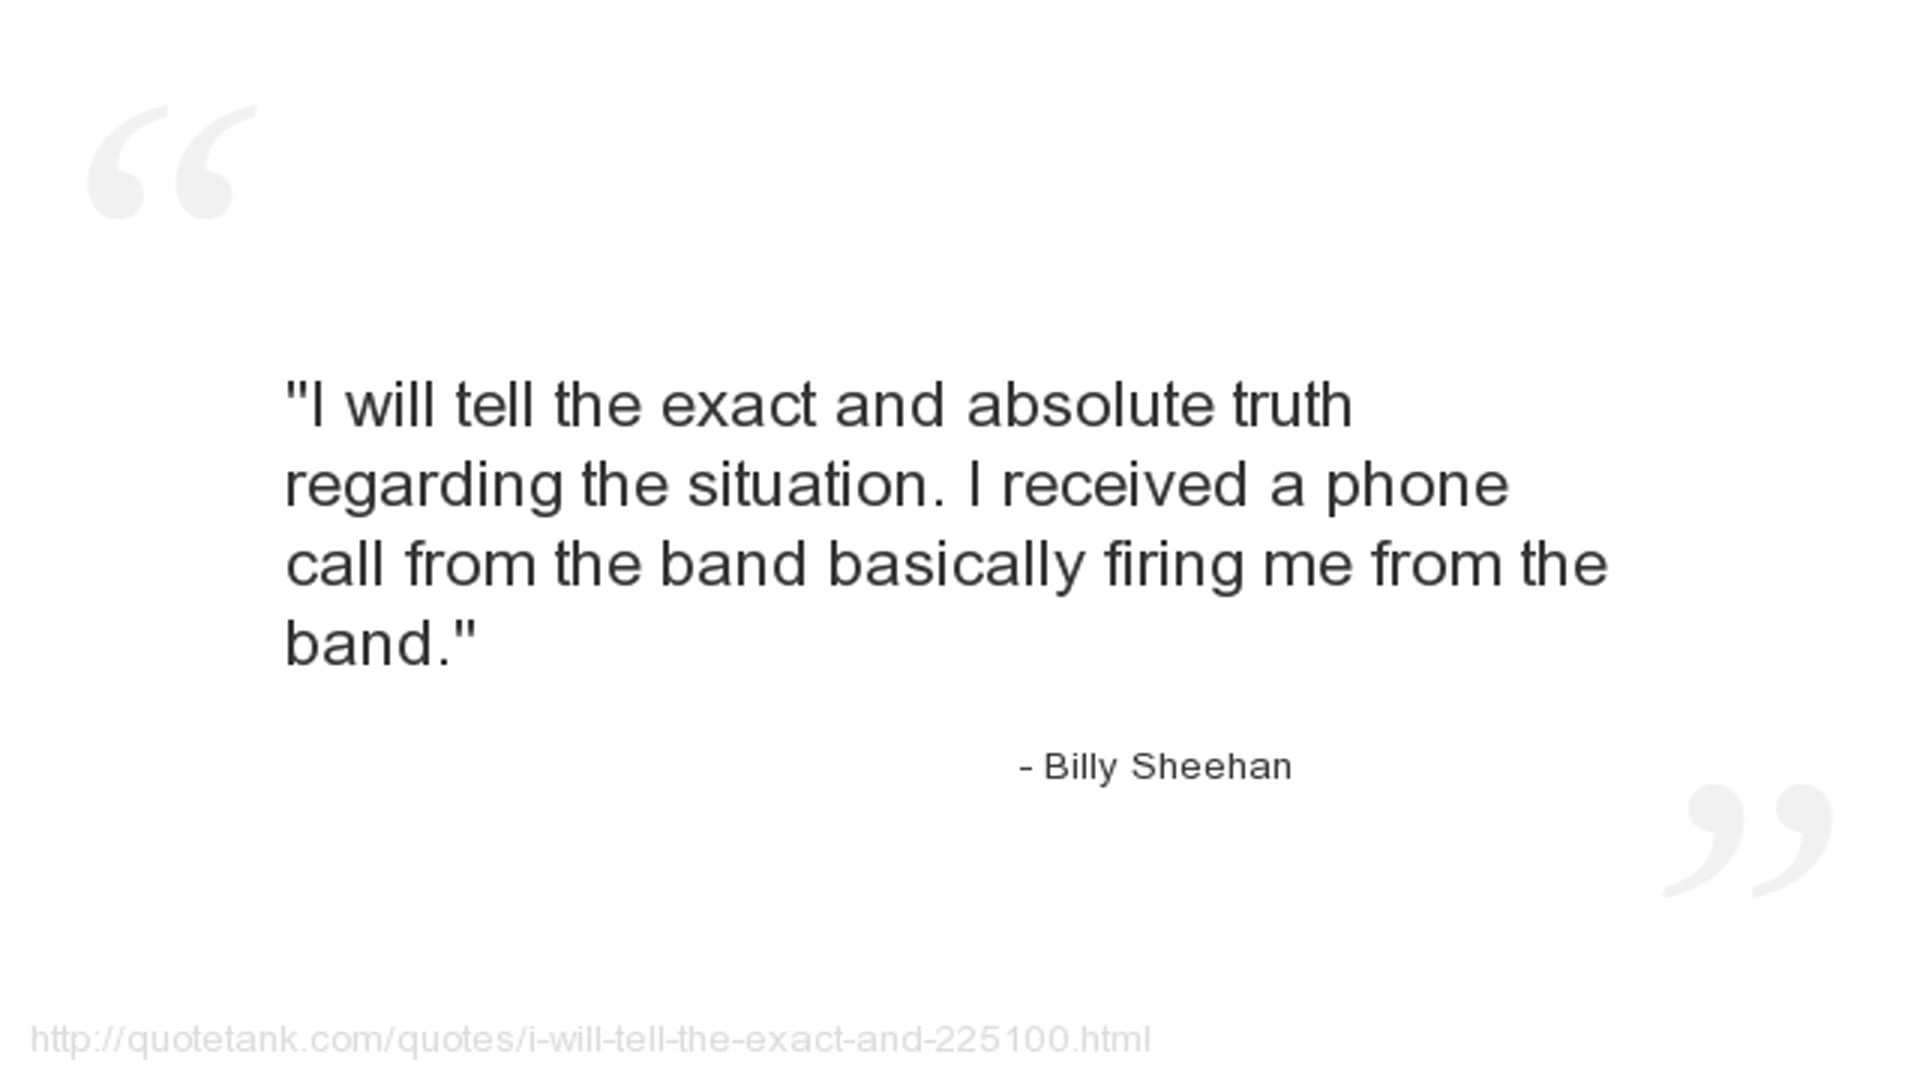 "I will tell the exact and absolute truth
regarding the situation. I received a phone
call from the band basically firing me from the
band."
- Billy Sheehan
http://quotetank.com/quotes/i-will-tell-the-exact-and-225100.html